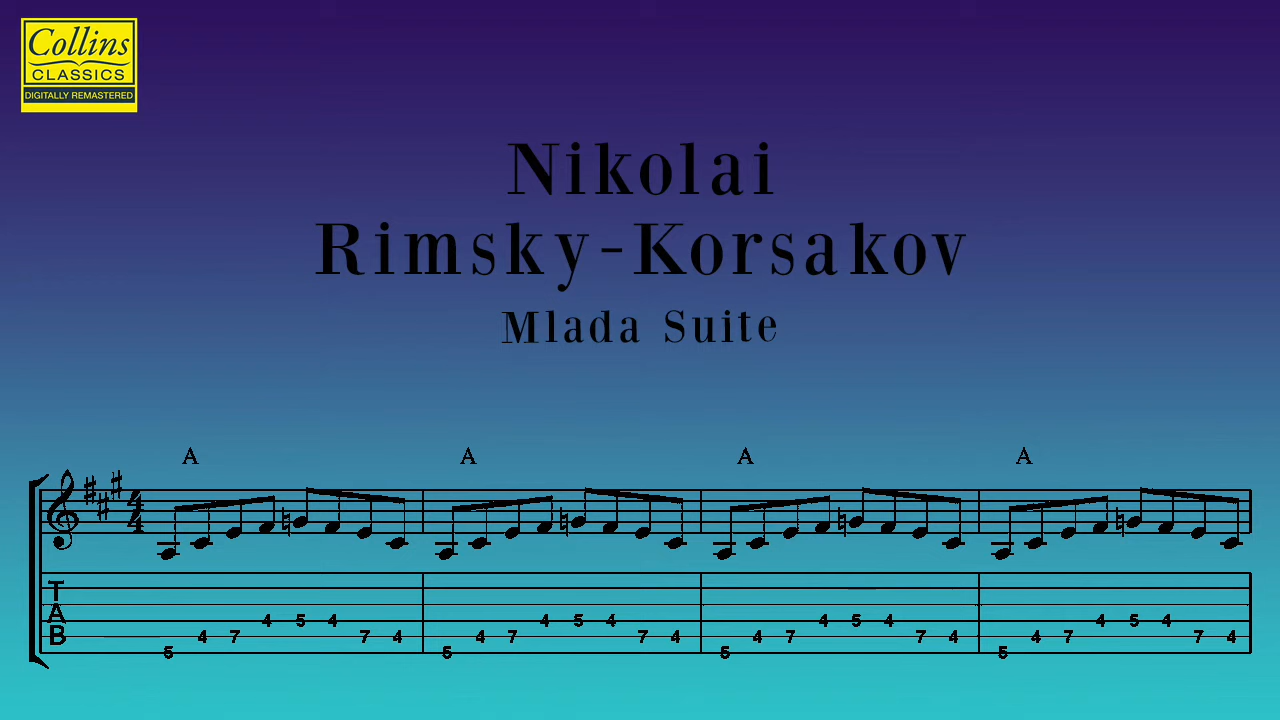 Collins
CLASSICS
DIGITALLY REMASTERED
Nikolai
Rimsky-Korsakov
Mlada Suite
A A A A
4
4
T
A
B
4 5 4 4 5 4 4 5 4 4 5 4
4 7 7 4 4 7 7 4 4 7 7 4 4 7 7 4
5 5 5 5